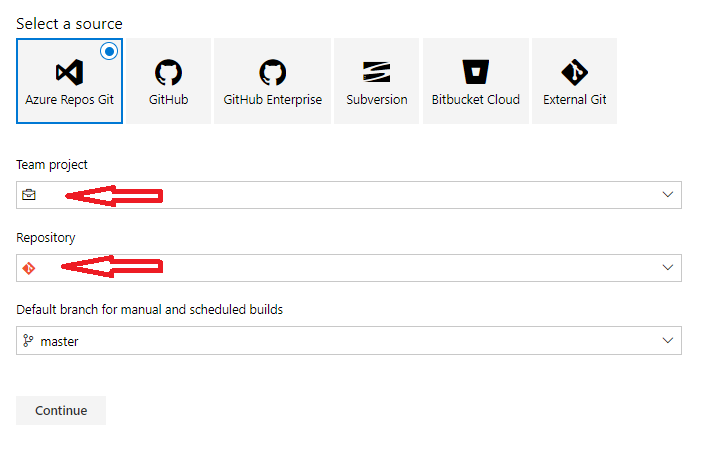 Select a source
Azure Repos Git
GitHub
GitHub Enterprise
Subversion
Bitbucket Cloud
External Git
Team project
Repository
Default branch for manual and scheduled builds
master
Continue